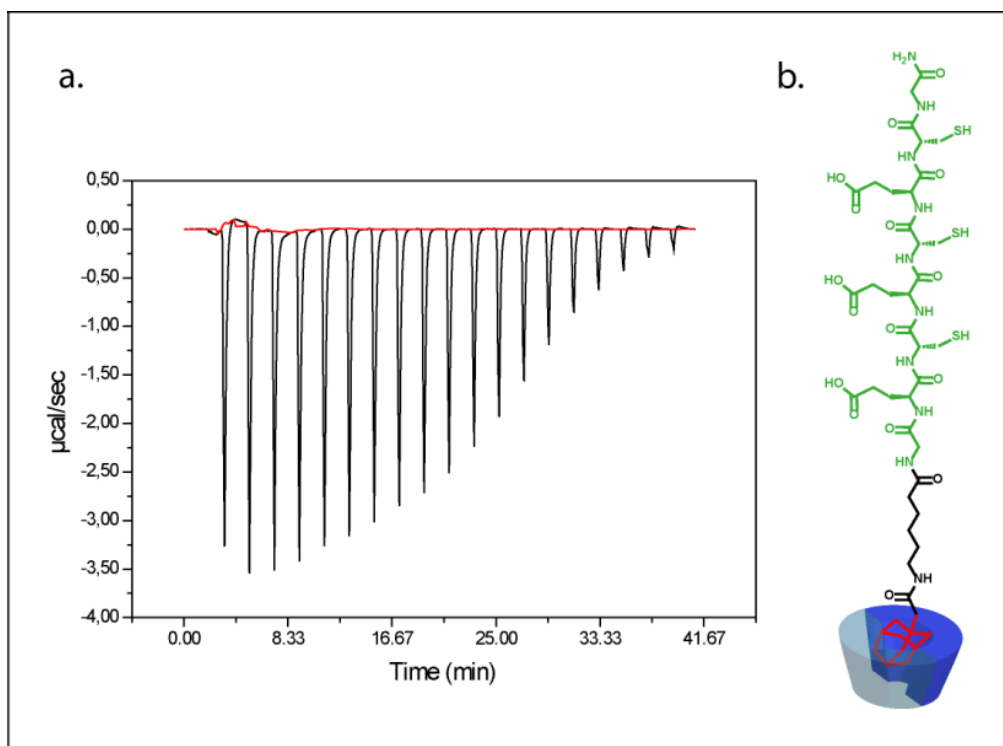 a.
b.
0,50
0,00
-0,50
-1,00
-1,50
-2,00
-2,50
-3,00
-3,50
-4,00
µcal/sec
0.00 8.33 16.67 25.00 33.33 41.67
Time (min)
H₂N
O
NH
O
SH
HN
O
HO
O
NH
O
SH
HN
O
HO
O
NH
O
SH
HN
O
HO
O
NH
O
HN
O
NH
O